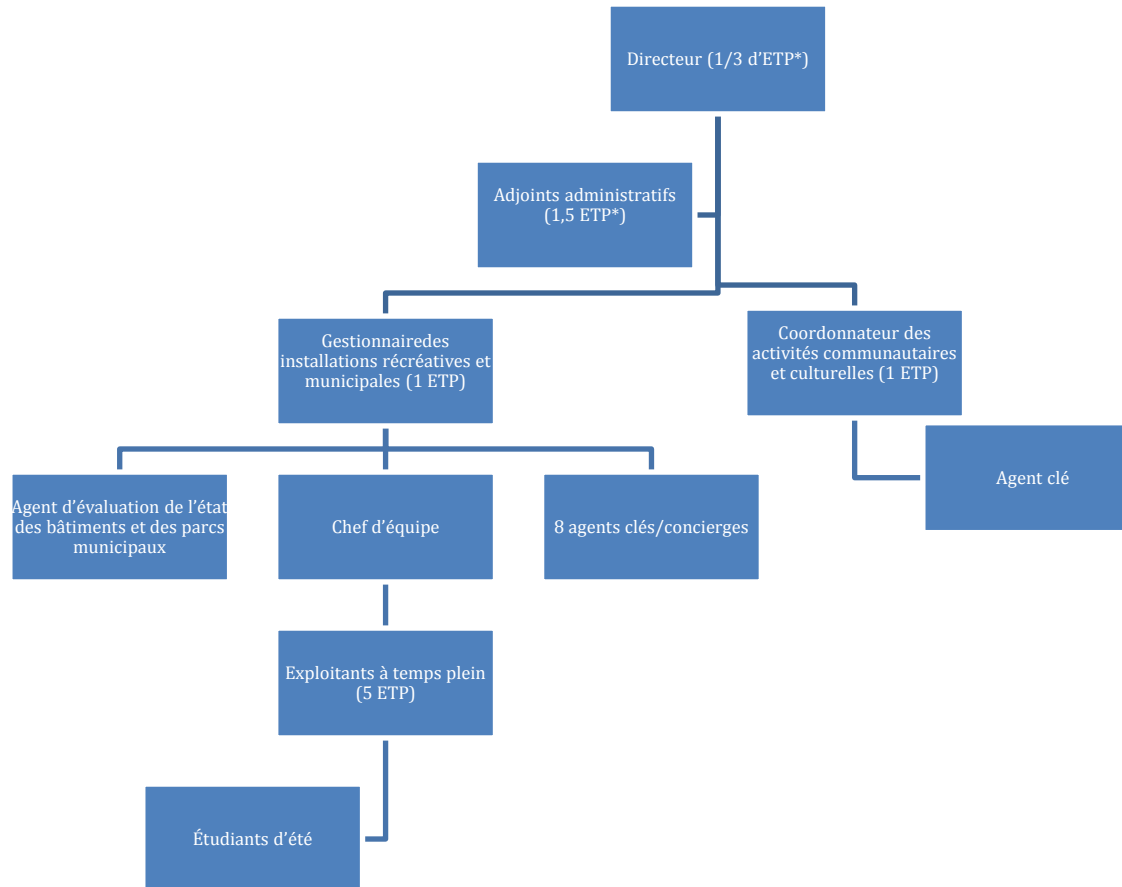 Directeur (1/3 d’ETP*)
Adjoints administratifs
(1,5 ETP*)
Gestionnairedes
installations récréatives et
municipales (1 ETP)
Coordonnateur des
activités communautaires
et culturelles (1 ETP)
Agent clé
Agent d’évaluation de l’état
des bâtiments et des parcs
municipaux
Chef d’équipe
8 agents clés/concierges
Exploitants à temps plein
(5 ETP)
Étudiants d’été